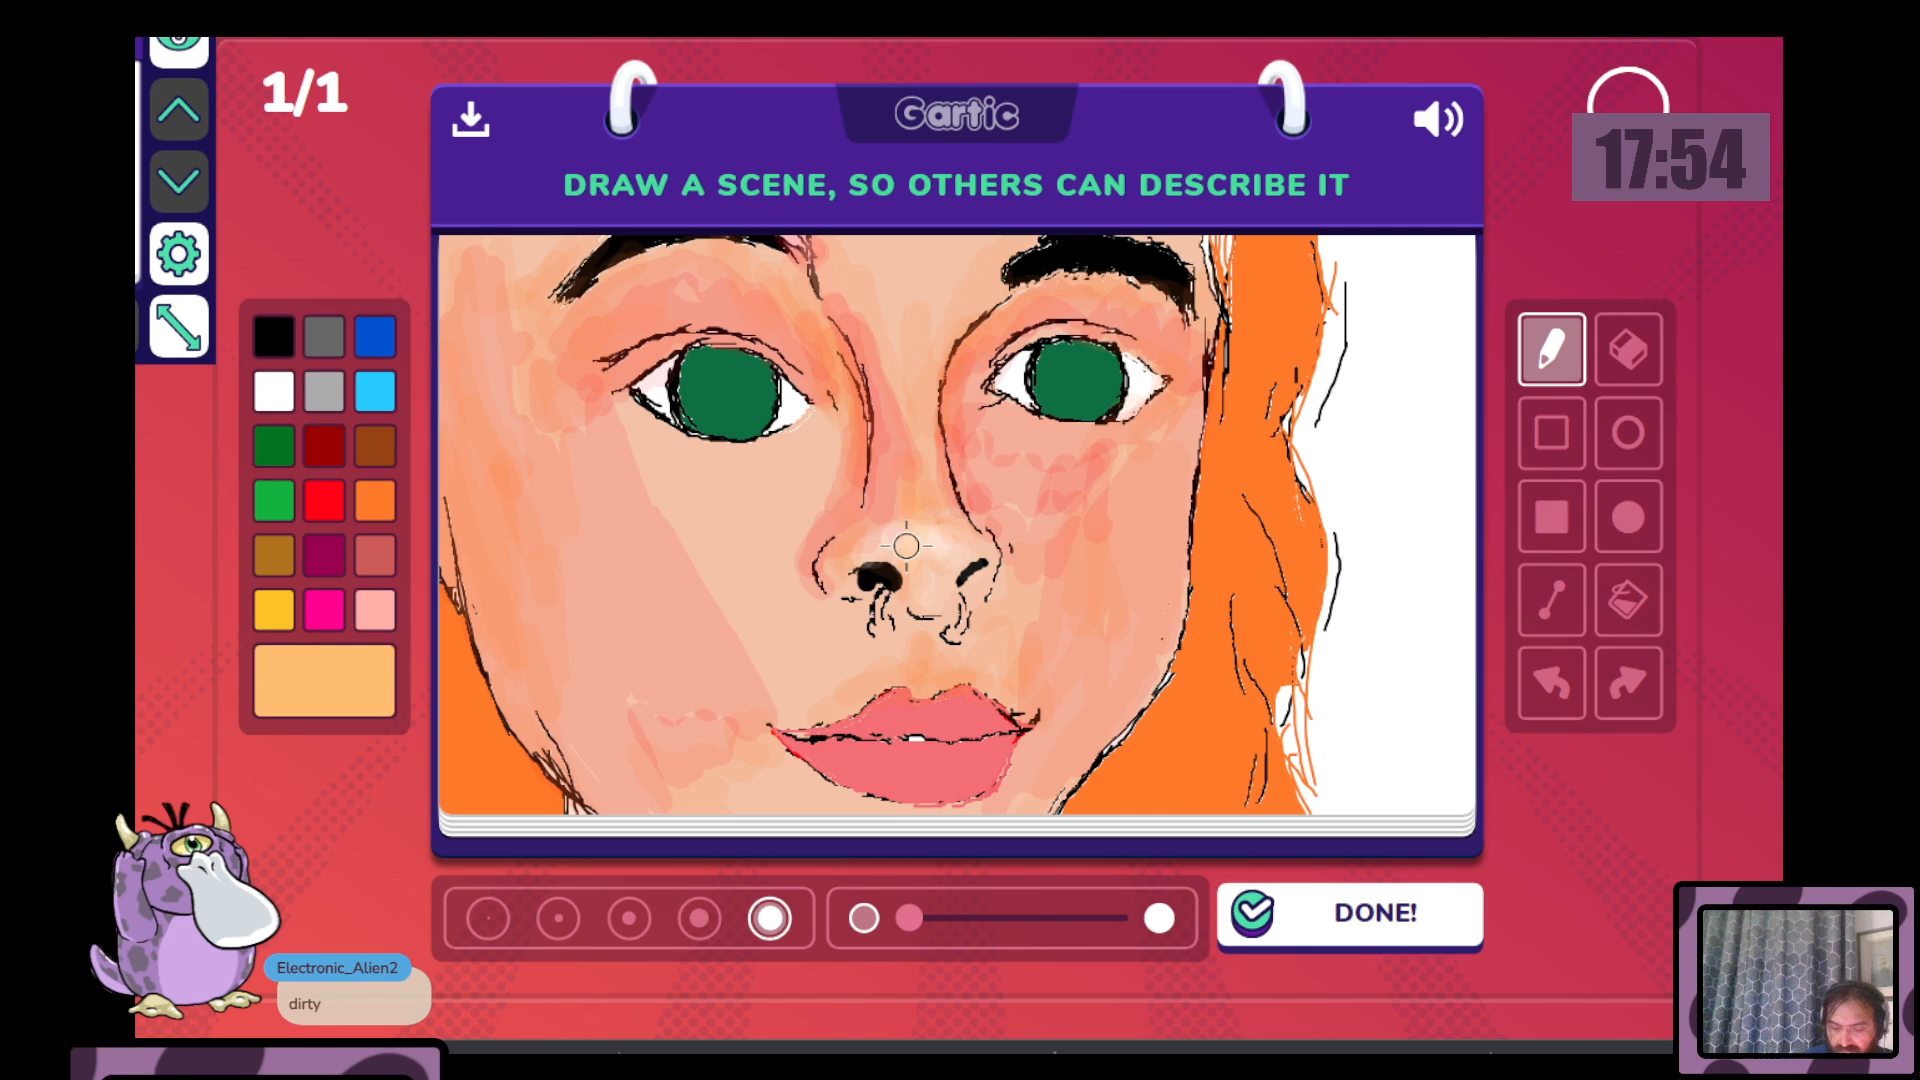 1/1
Gartic
17:54
DRAW A SCENE, SO OTHERS CAN DESCRIBE IT
DONE!
Electronic_Alien2
dirty